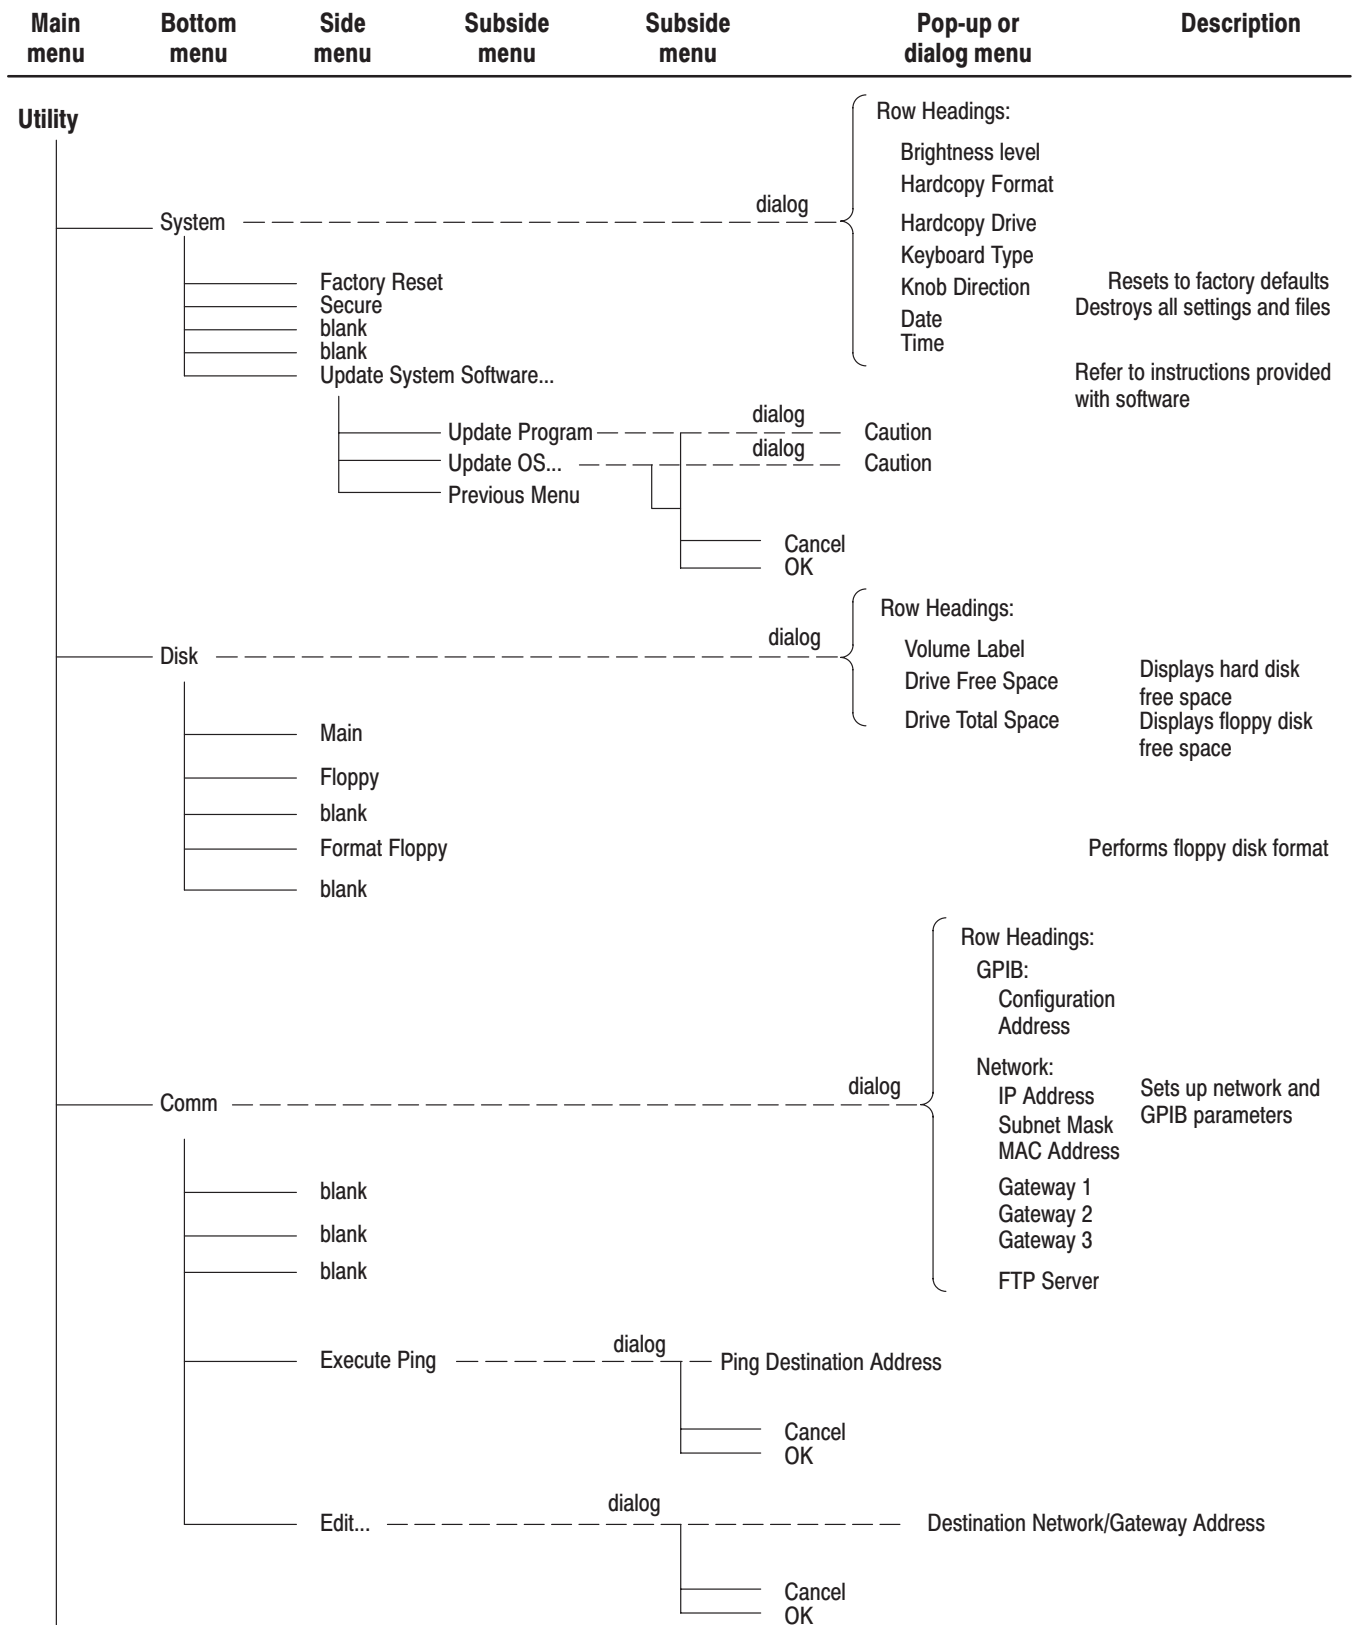 Main menu
Bottom menu
Side menu
Subside menu
Subside menu
Pop-up or dialog menu
Description
Utility
Row Headings:
Brightness level
Hardcopy Format
dialog
System
Hardcopy Drive
Keyboard Type
Factory Reset
Knob Direction
Resets to factory defaults
Secure
Destroys all settings and files
blank
Date
blank
Time
Update System Software...
Refer to instructions provided
with software
dialog
Update Program
Caution
dialog
Update OS...
Caution
Previous Menu
Cancel
OK
Row Headings:
dialog
Disk
Volume Label
Drive Free Space
Displays hard disk
free space
Drive Total Space
Displays floppy disk
free space
Main
Floppy
blank
Format Floppy
Performs floppy disk format
blank
Row Headings:
GPIB:
Configuration
Address
Network:
dialog
Comm
IP Address
Sets up network and
GPIB parameters
Subnet Mask
MAC Address
blank
Gateway 1
Gateway 2
blank
Gateway 3
blank
FTP Server
dialog
Execute Ping
Ping Destination Address
Cancel
OK
dialog
Edit...
Destination Network/Gateway Address
Cancel
OK